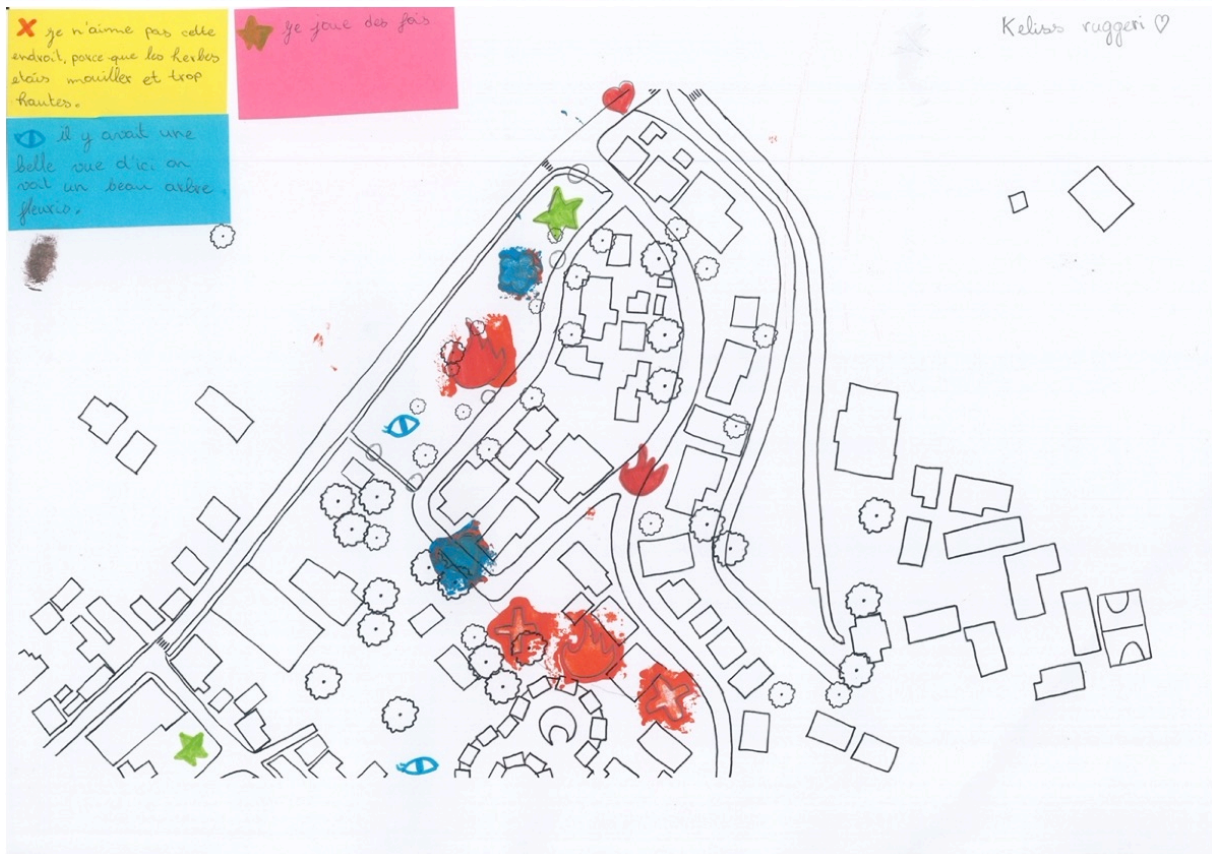 je n'aime pas cette
endroit, parce que les herbes
etais mouiller et trop
hautes.
je joue des fois
Keliss ruggeri ♡
il y avait une
belle vue d'ici on
voit un beau arbre
fleuris.